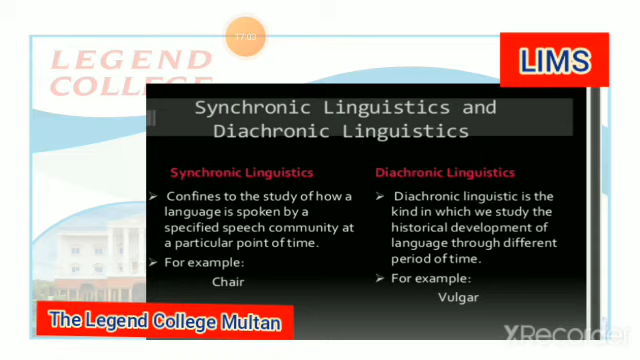 17:03
LEGEND
COLLEGE
LIMS
Synchronic Linguistics and
Diachronic Linguistics
Synchronic Linguistics
➢ Confines to the study of how a
language is spoken by a
specified speech community at
a particular point of time.
➢ For example:
Chair
Diachronic Linguistics
➢ Diachronic linguistic is the
kind in which we study the
historical development of
language through different
period of time.
➢ For example:
Vulgar
The Legend College Multan
XRecorder